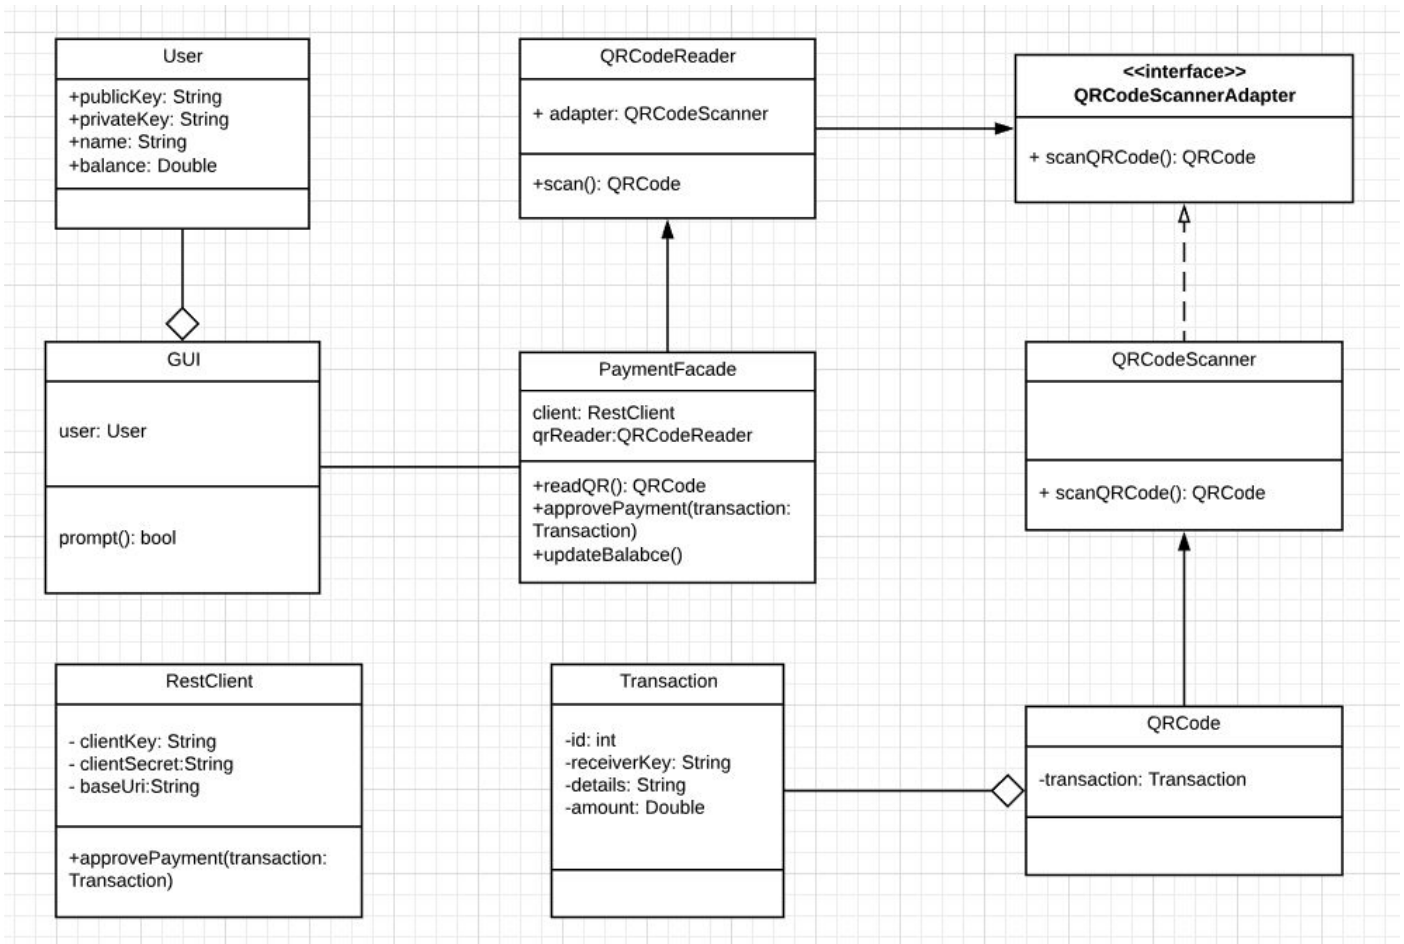 User
+publicKey: String
+privateKey: String
+name: String
+balance: Double
QRCodeReader
+ adapter: QRCodeScanner
+scan(): QRCode
<<interface>>
QRCodeScannerAdapter
+ scanQRCode(): QRCode
GUI
user: User
prompt(): bool
PaymentFacade
client: RestClient
qrReader:QRCodeReader
+readQR(): QRCode
+approvePayment(transaction:
Transaction)
+updateBalabce()
QRCodeScanner
+ scanQRCode(): QRCode
RestClient
- clientKey: String
- clientSecret:String
- baseUri:String
+approvePayment(transaction:
Transaction)
Transaction
-id: int
-receiverKey: String
-details: String
-amount: Double
QRCode
-transaction: Transaction